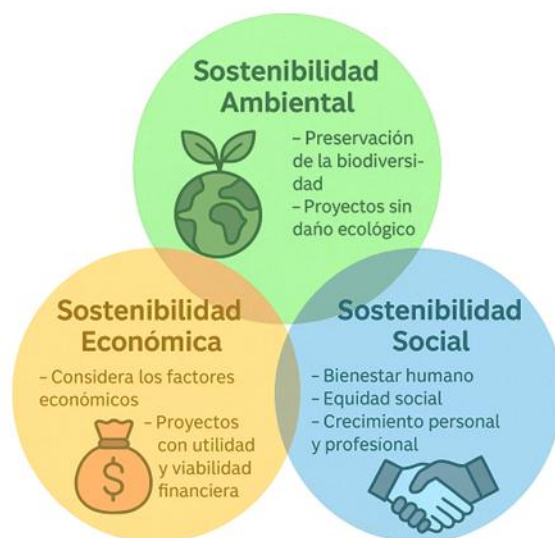 Sostenibilidad
Ambiental
– Preservación
de la biodiversi-
dad
– Proyectos sin
daño ecológico
Sostenibilidad
Económica
– Considera los factores
económicos
– Proyectos
con utilidad
y viabilidad
financiera
$
Sostenibilidad
Social
– Bienestar humano
– Equidad social
– Crecimiento personal
y profesional